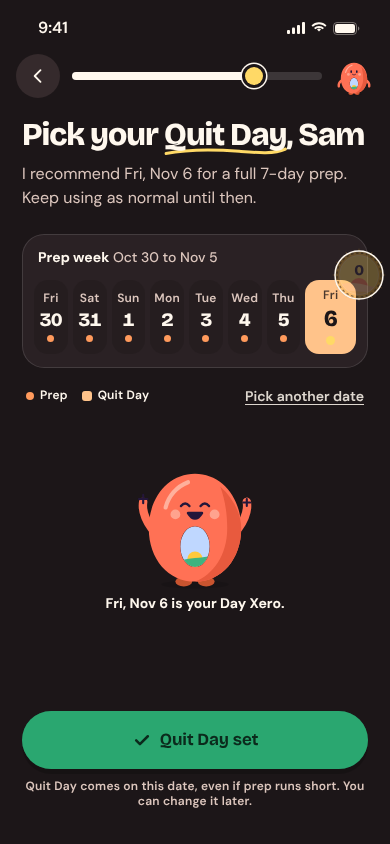 9:41
Pick your Quit Day, Sam
I recommend Fri, Nov 6 for a full 7-day prep.
Keep using as normal until then.
Prep week Oct 30 to Nov 5
0
Fri Sat Sun Mon Tue Wed Thu Fri
30 31 1 2 3 4 5 6
Prep Quit Day Pick another date
Fri, Nov 6 is your Day Xero.
Quit Day set
Quit Day comes on this date, even if prep runs short. You
can change it later.